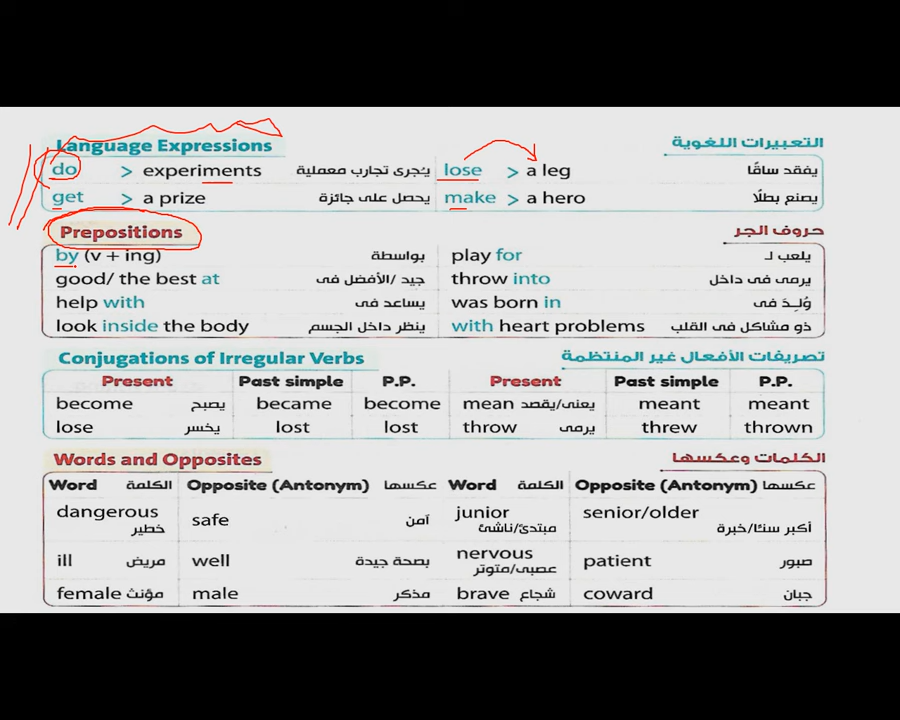 Language Expressions التعبيرات اللغوية
do > experiments يُجرى تجارب معملية lose > a leg يفقد ساقًا
get > a prize يحصل على جائزة make > a hero يصنع بطلًا
Prepositions حروف الجر
by (v + ing) بواسطة play for يلعب لـ
good/ the best at جيد /الأفضل فى throw into يرمى فى داخل
help with يساعد فى was born in وُلِدَ فى
look inside the body ينظر داخل الجسم with heart problems ذو مشاكل فى القلب
Conjugations of Irregular Verbs تصريفات الأفعال غير المنتظمة
Present Past simple P.P. Present Past simple P.P.
become يصبح became become mean يعنى/يقصد meant meant
lose يخسر lost lost throw يرمى threw thrown
Words and Opposites الكلمات وعكسها
Word الكلمة Opposite (Antonym) عكسها Word الكلمة Opposite (Antonym) عكسها
dangerous خطير safe آمن junior مبتدئ/ناشئ senior/older أكبر سنًا/خبرة
ill مريض well بصحة جيدة nervous عصبى/متوتر patient صبور
female مؤنث male مذكر brave شجاع coward جبان